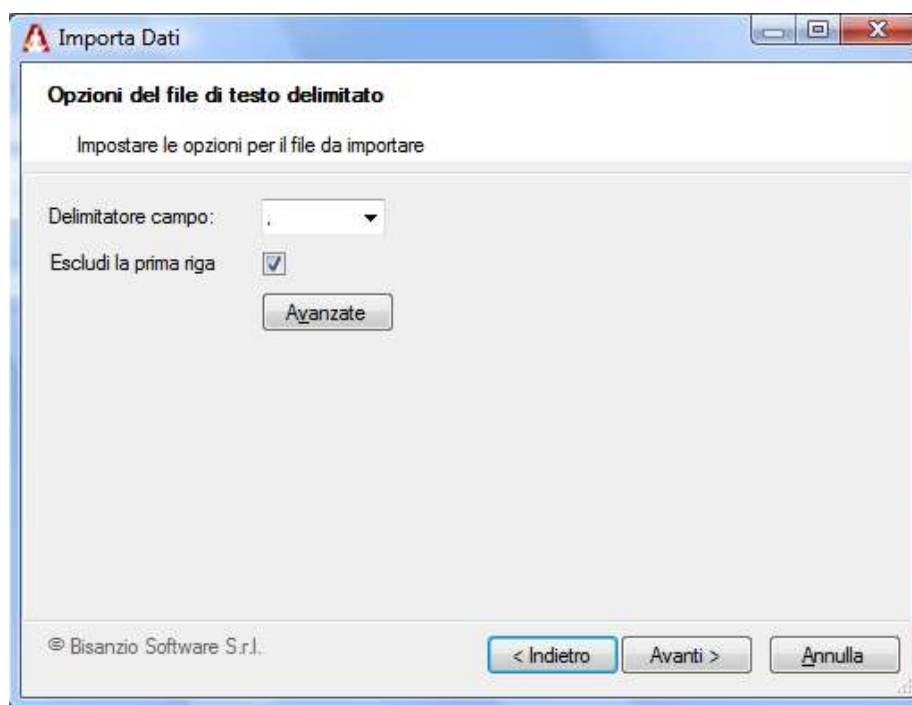 Importa Dati
Opzioni del file di testo delimitato
Impostare le opzioni per il file da importare
Delimitatore campo: ,
Escludi la prima riga
Avanzate
© Bisanzio Software S.r.l.
< Indietro Avanti > Annulla